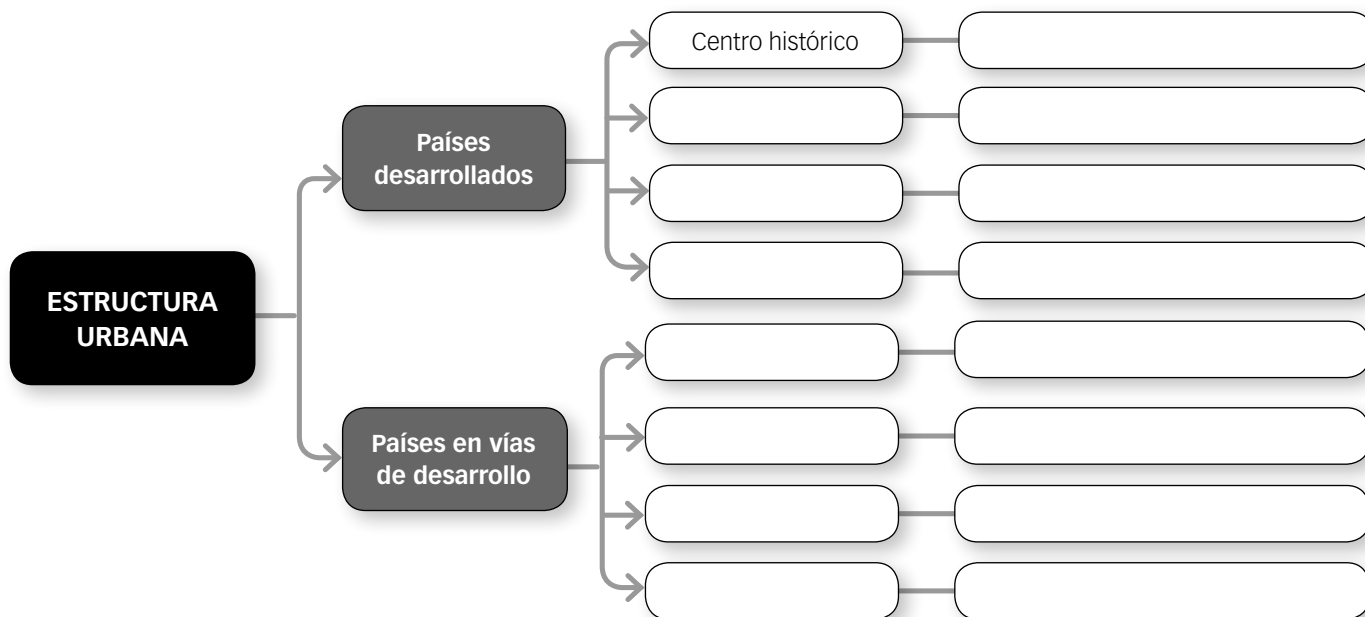 ESTRUCTURA
URBANA
Países
desarrollados
Centro histórico
Países en vías
de desarrollo